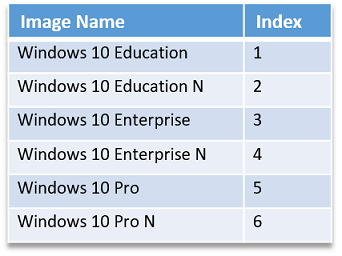 Image Name Index
Windows 10 Education 1
Windows 10 Education N 2
Windows 10 Enterprise 3
Windows 10 Enterprise N 4
Windows 10 Pro 5
Windows 10 Pro N 6